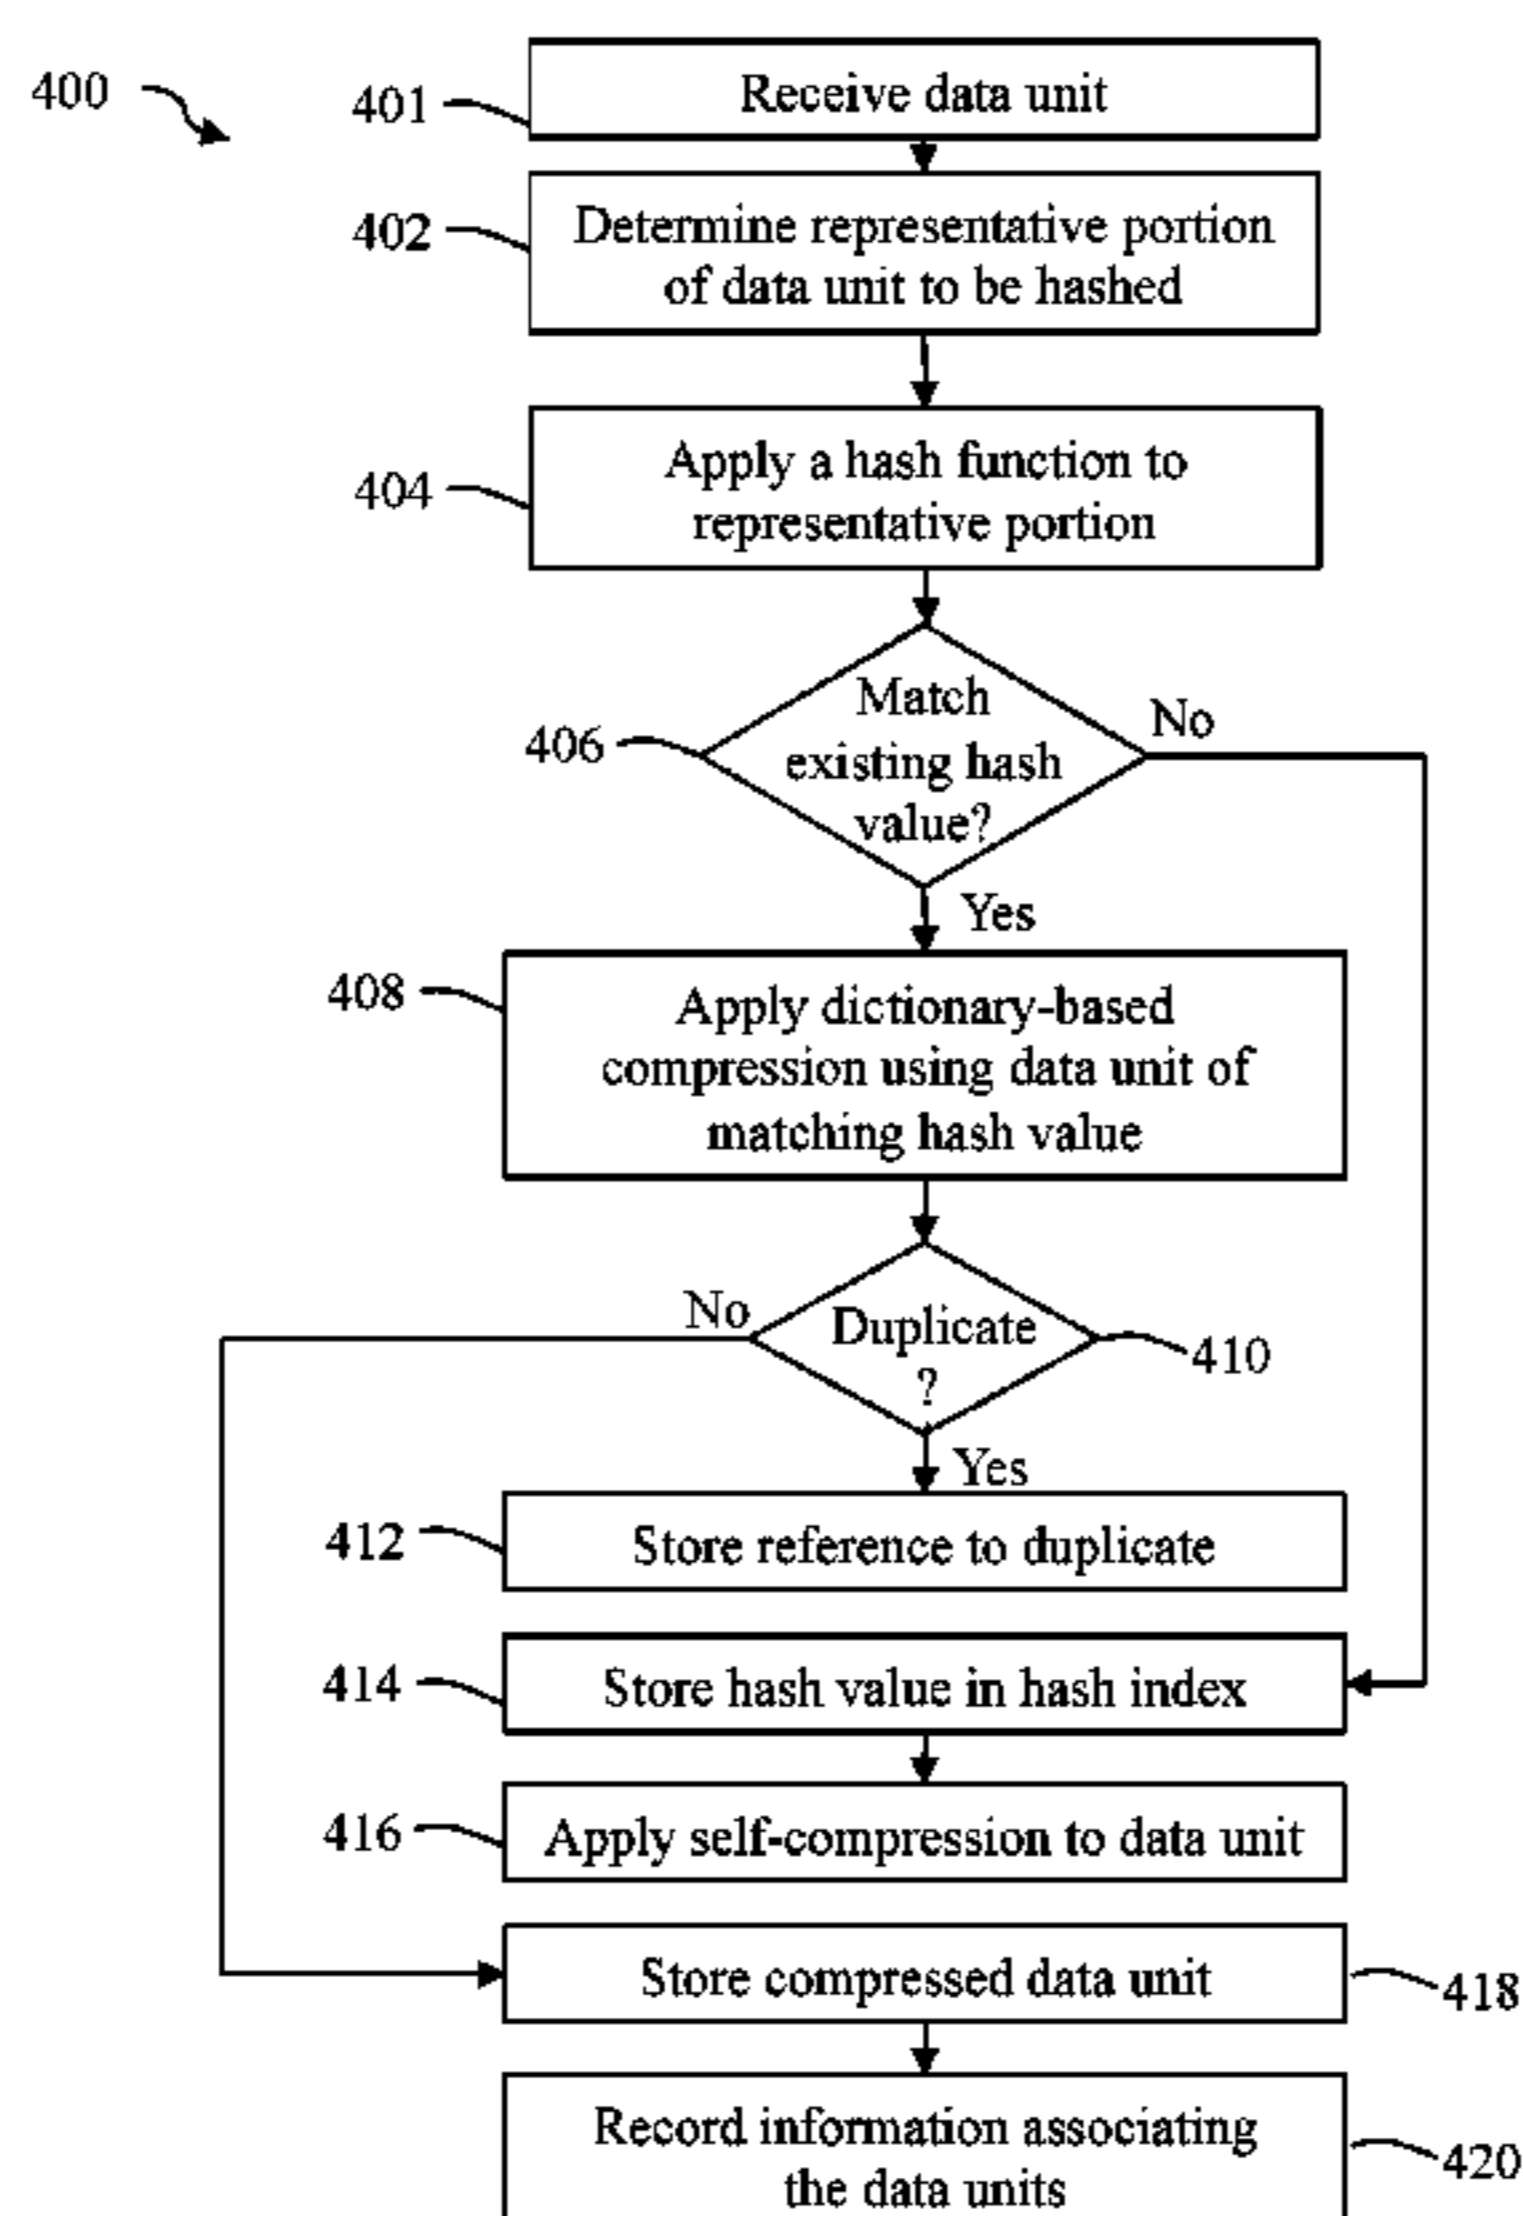 400
401
Receive data unit
402
Determine representative portion
of data unit to be hashed
404
Apply a hash function to
representative portion
406
Match
existing hash
value?
No
Yes
408
Apply dictionary-based
compression using data unit of
matching hash value
No
Duplicate
?
410
Yes
412
Store reference to duplicate
414
Store hash value in hash index
416
Apply self-compression to data unit
Store compressed data unit
418
Record information associating
the data units
420